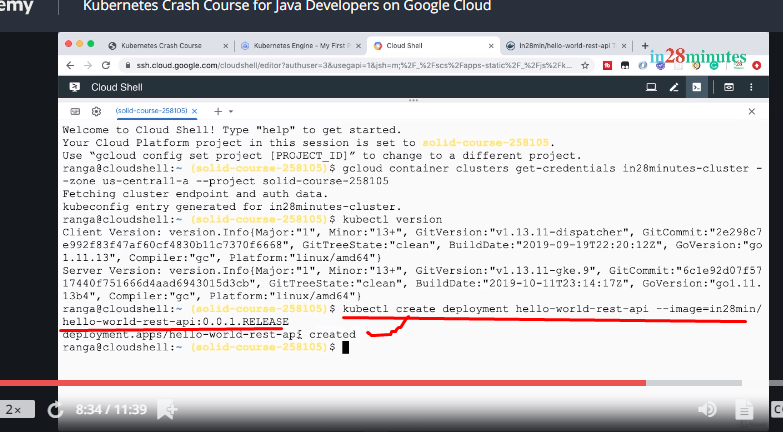 emy
Kubernetes Crash Course for Java Developers on Google Cloud
Kubernetes Crash Course
Kubernetes Engine - My First P
Cloud Shell
in28min/hello-world-rest-api T
in28minutes
ssh.cloud.google.com/cloudshell/editor?authuser=3&usegapi=1&jsh=m;%2F_%2Fscs%2Fapps-static%2F_%2Fjs%2Fk...
Cloud Shell
(solid-course-258105)
Welcome to Cloud Shell! Type "help" to get started.
Your Cloud Platform project in this session is set to solid-course-258105.
Use “gcloud config set project [PROJECT_ID]” to change to a different project.
ranga@cloudshell:~ (solid-course-258105)$ gcloud container clusters get-credentials in28minutes-cluster -
-zone us-central1-a --project solid-course-258105
Fetching cluster endpoint and auth data.
kubeconfig entry generated for in28minutes-cluster.
ranga@cloudshell:~ (solid-course-258105)$ kubectl version
Client Version: version.Info{Major:"1", Minor:"13+", GitVersion:"v1.13.11-dispatcher", GitCommit:"2e298c7
e992f83f47af60cf4830b11c7370f6668", GitTreeState:"clean", BuildDate:"2019-09-19T22:20:12Z", GoVersion:"go
1.11.13", Compiler:"gc", Platform:"linux/amd64"}
Server Version: version.Info{Major:"1", Minor:"13+", GitVersion:"v1.13.11-gke.9", GitCommit:"6c1e92d07f57
17440f751666d4aad6943015d3cb", GitTreeState:"clean", BuildDate:"2019-10-11T23:14:17Z", GoVersion:"go1.11.
13b4", Compiler:"gc", Platform:"linux/amd64"}
ranga@cloudshell:~ (solid-course-258105)$ kubectl create deployment hello-world-rest-api --image=in28min/
hello-world-rest-api:0.0.1.RELEASE
deployment.apps/hello-world-rest-api created
ranga@cloudshell:~ (solid-course-258105)$
2x
8:34 / 11:39